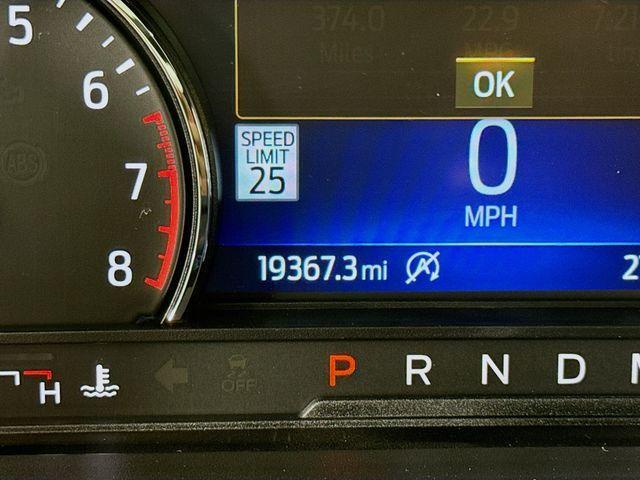 5
6
7
8
374.0
Miles
22.9
MPG
OK
SPEED
LIMIT
25
0
MPH
19367.3 mi
H
OFF
P R N D